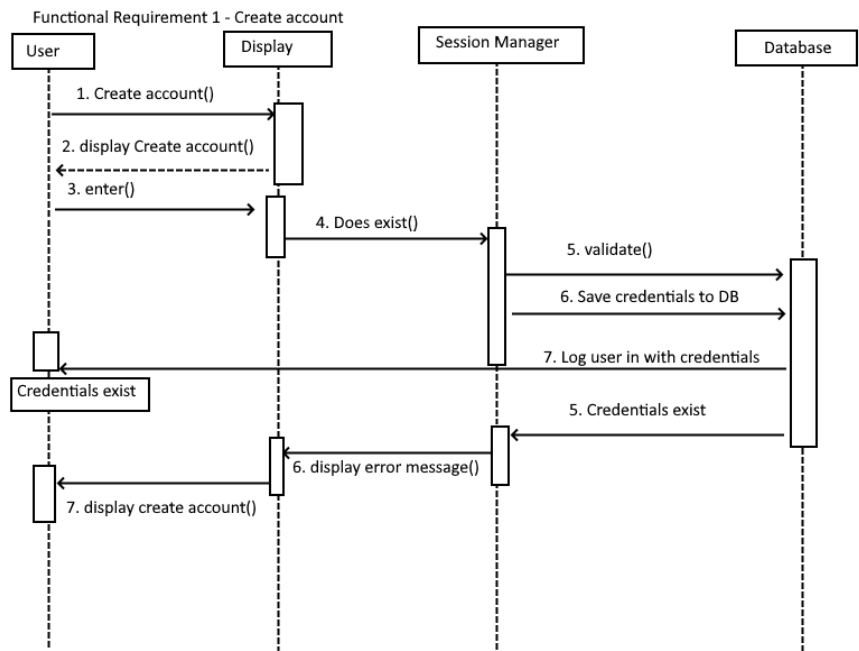 Functional Requirement 1 - Create account
User
Display
Session Manager
Database
1. Create account()
2. display Create account()
3. enter()
4. Does exist()
5. validate()
6. Save credentials to DB
7. Log user in with credentials
Credentials exist
5. Credentials exist
6. display error message()
7. display create account()